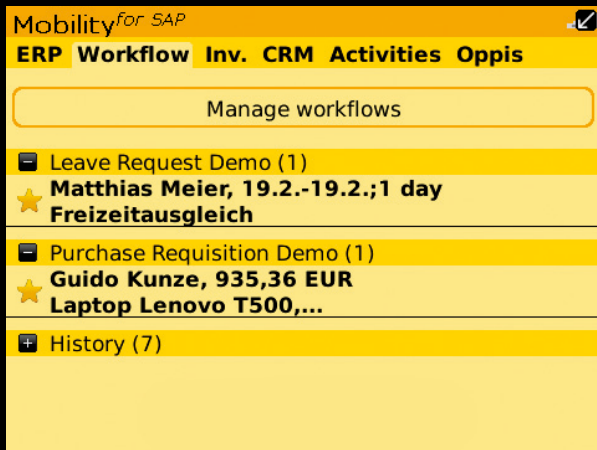 Mobility for SAP
ERP Workflow Inv. CRM Activities Oppis
Manage workflows
Leave Request Demo (1)
Matthias Meier, 19.2.-19.2.;1 day
Freizeitausgleich
Purchase Requisition Demo (1)
Guido Kunze, 935,36 EUR
Laptop Lenovo T500,...
History (7)